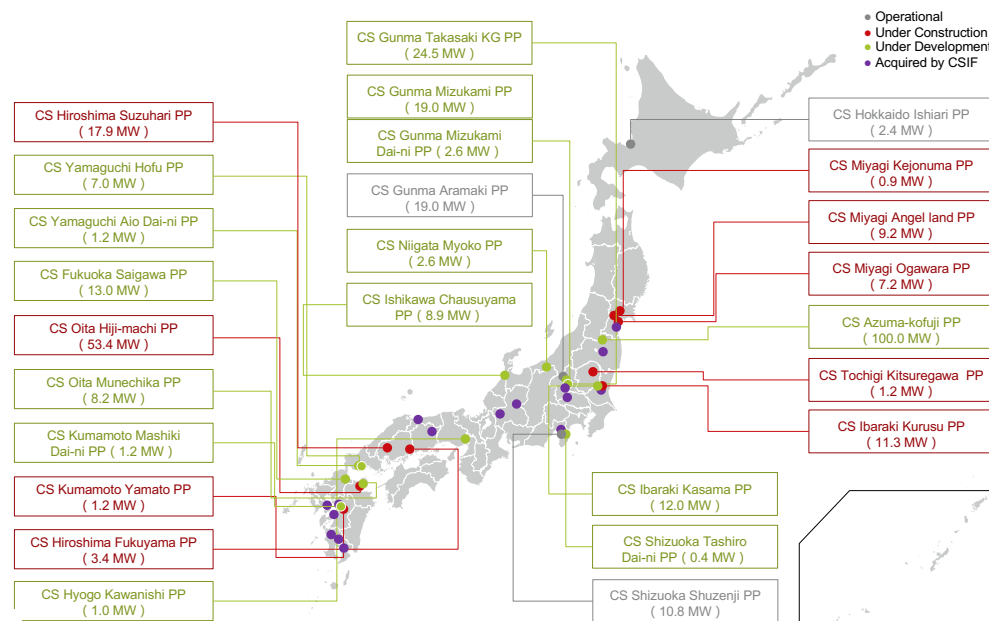 Operational
Under Construction
Under Development
Acquired by CSIF
CS Hiroshima Suzuhari PP
( 17.9 MW )
CS Yamaguchi Hofu PP
( 7.0 MW )
CS Yamaguchi Aio Dai-ni PP
( 1.2 MW )
CS Fukuoka Saigawa PP
( 13.0 MW )
CS Oita Hiji-machi PP
( 53.4 MW )
CS Oita Munechika PP
( 8.2 MW )
CS Kumamoto Mashiki
Dai-ni PP ( 1.2 MW )
CS Kumamoto Yamato PP
( 1.2 MW )
CS Hiroshima Fukuyama PP
( 3.4 MW )
CS Hyogo Kawanishi PP
( 1.0 MW )
CS Gunma Takasaki KG PP
( 24.5 MW )
CS Gunma Mizukami PP
( 19.0 MW )
CS Gunma Mizukami
Dai-ni PP ( 2.6 MW )
CS Gunma Aramaki PP
( 19.0 MW )
CS Niigata Myoko PP
( 2.6 MW )
CS Ishikawa Chausuyama
PP ( 8.9 MW )
CS Hokkaido Ishiari PP
( 2.4 MW )
CS Miyagi Kejonuma PP
( 0.9 MW )
CS Miyagi Angel land PP
( 9.2 MW )
CS Miyagi Ogawara PP
( 7.2 MW )
CS Azuma-kofuji PP
( 100.0 MW )
CS Tochigi Kitsuregawa PP
( 1.2 MW )
CS Ibaraki Kurusu PP
( 11.3 MW )
CS Ibaraki Kasama PP
( 12.0 MW )
CS Shizuoka Tashiro
Dai-ni PP ( 0.4 MW )
CS Shizuoka Shuzenji PP
( 10.8 MW )